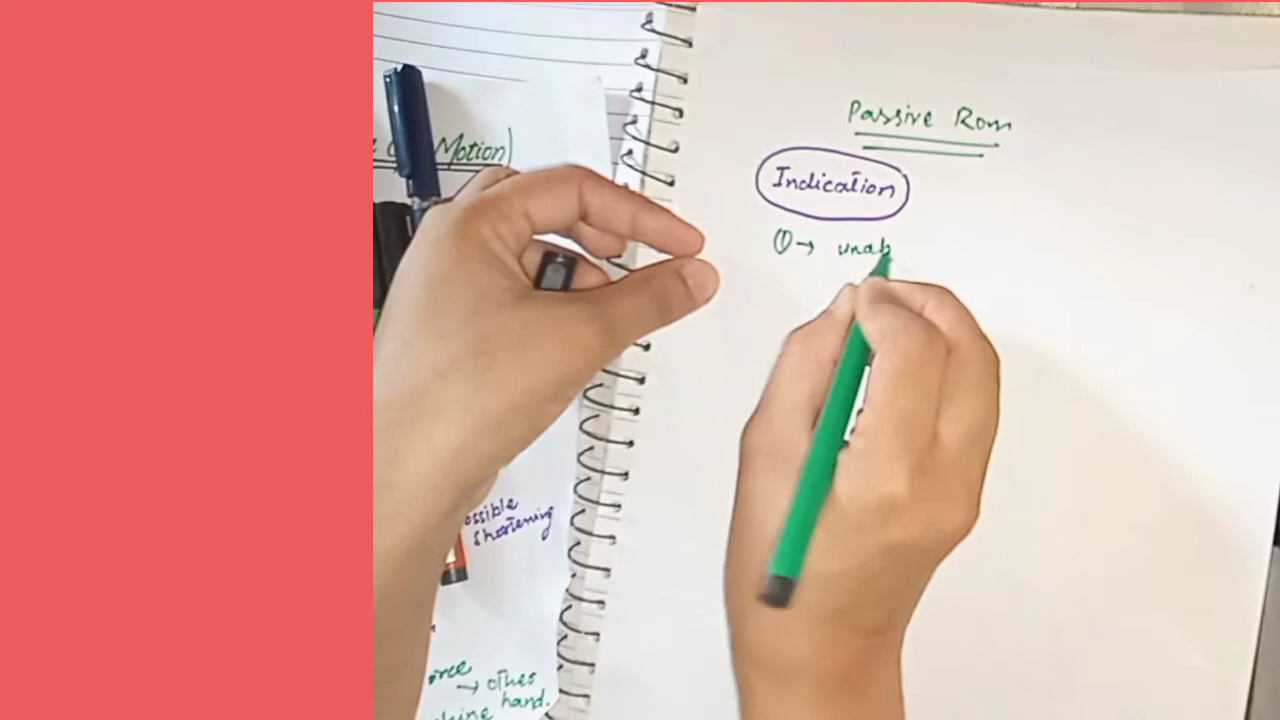 Motion)
ossible
shortening
orce
→ other
hand.
Passive Rom
Indication
① → unab